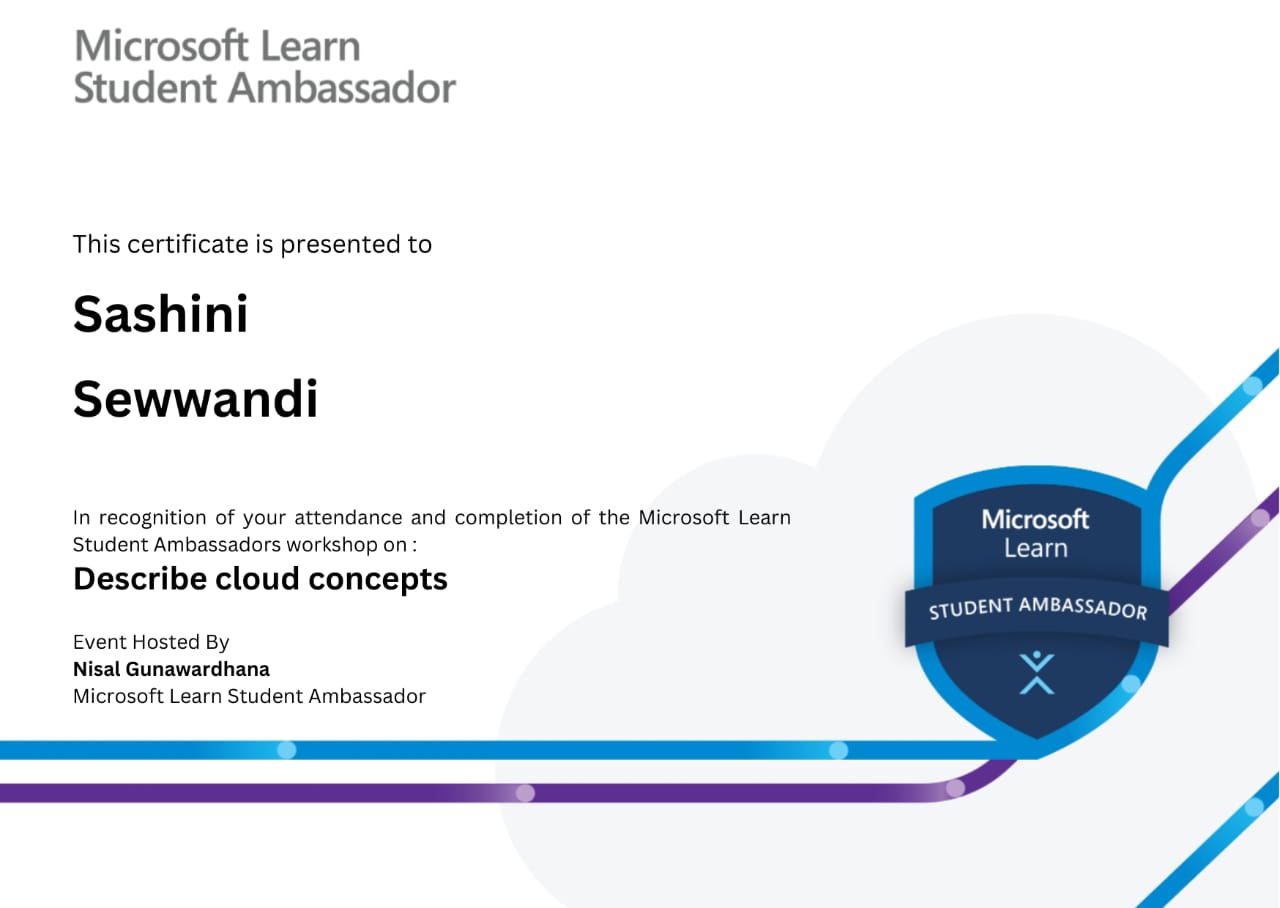 Microsoft Learn
Student Ambassador
This certificate is presented to
Sashini
Sewwandi
In recognition of your attendance and completion of the Microsoft Learn
Student Ambassadors workshop on :
Describe cloud concepts
Event Hosted By
Nisal Gunawardhana
Microsoft Learn Student Ambassador
Microsoft
Learn
STUDENT AMBASSADOR